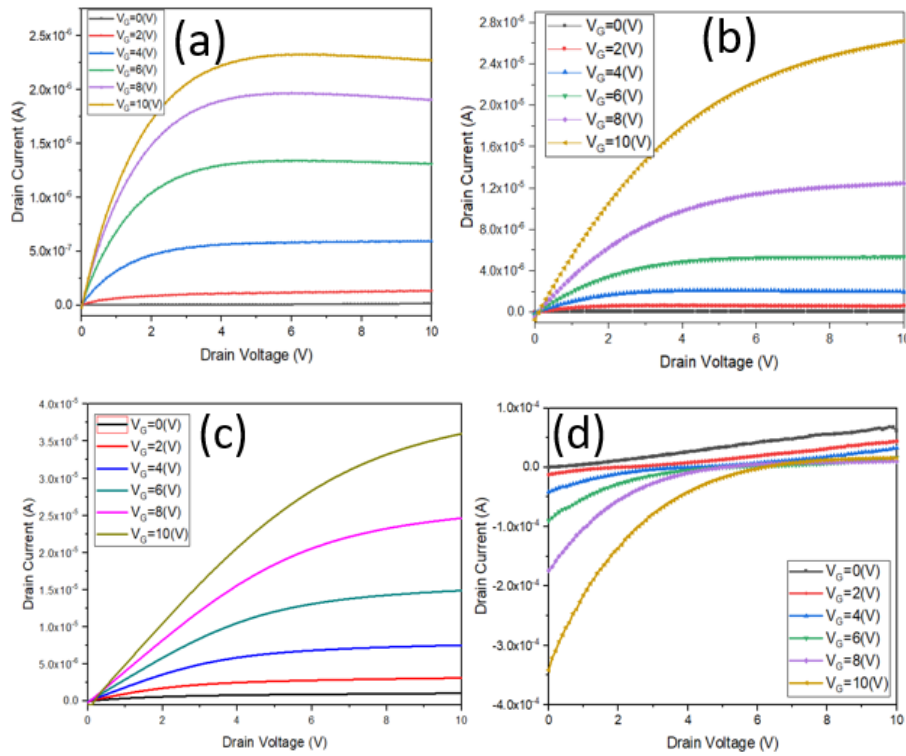 (a)
V_G=0(V)
V_G=2(V)
V_G=4(V)
V_G=6(V)
V_G=8(V)
V_G=10(V)
Drain Current (A)
2.5x10⁻⁶
2.0x10⁻⁶
1.5x10⁻⁶
1.0x10⁻⁶
5.0x10⁻⁷
0.0
0 2 4 6 8 10
Drain Voltage (V)
(b)
V_G=0(V)
V_G=2(V)
V_G=4(V)
V_G=6(V)
V_G=8(V)
V_G=10(V)
Drain Current (A)
2.8x10⁻⁵
2.4x10⁻⁵
2.0x10⁻⁵
1.6x10⁻⁵
1.2x10⁻⁵
8.0x10⁻⁶
4.0x10⁻⁶
0.0
0 2 4 6 8 10
Drain Voltage (V)
(c)
V_G=0(V)
V_G=2(V)
V_G=4(V)
V_G=6(V)
V_G=8(V)
V_G=10(V)
Drain Current (A)
4.0x10⁻⁵
3.5x10⁻⁵
3.0x10⁻⁵
2.5x10⁻⁵
2.0x10⁻⁵
1.5x10⁻⁵
1.0x10⁻⁵
5.0x10⁻⁶
0.0
0 2 4 6 8 10
Drain Voltage (V)
(d)
Drain Current (A)
1.0x10⁻⁴
0.0
-1.0x10⁻⁴
-2.0x10⁻⁴
-3.0x10⁻⁴
-4.0x10⁻⁴
V_G=0(V)
V_G=2(V)
V_G=4(V)
V_G=6(V)
V_G=8(V)
V_G=10(V)
0 2 4 6 8 10
Drain Voltage (V)